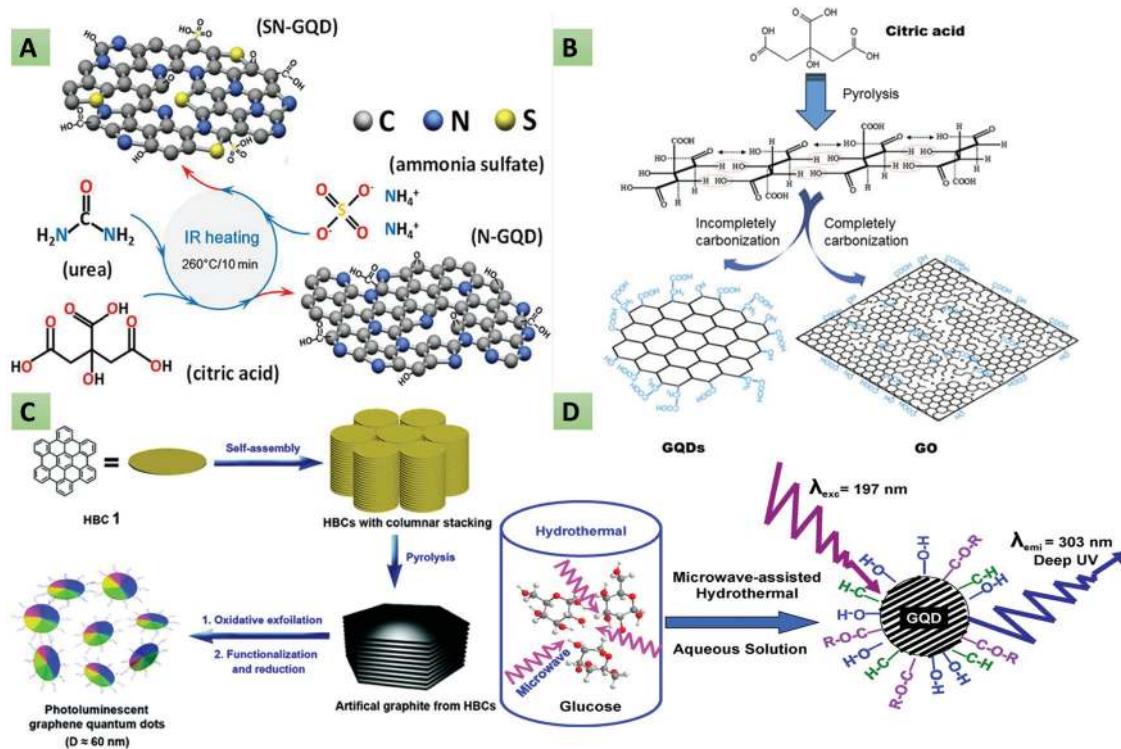 A
(SN-GQD)
C N S
(ammonia sulfate)
NH₄⁺
NH₄⁺
(N-GQD)
H₂N NH₂
(urea)
IR heating
260°C/10 min
(citric acid)
B
Citric acid
Pyrolysis
Incompletely
carbonization
Completely
carbonization
GQDs
GO
C
HBC 1
=
Self-assembly
HBCs with columnar stacking
Pyrolysis
Artifical graphite from HBCs
1. Oxidative exfoliation
2. Functionalization
and reduction
Photoluminescent
graphene quantum dots
(D ≈ 60 nm)
D
Hydrothermal
Microwave
Glucose
Microwave-assisted
Hydrothermal
Aqueous Solution
λexc = 197 nm
λemi = 303 nm
Deep UV
GQD
O-H
H-O
H-C
H-O
R-O-C
H-C
R-O-C
H-O
O-H
C-O-R
C-H
O-H
C-O-R
C-H